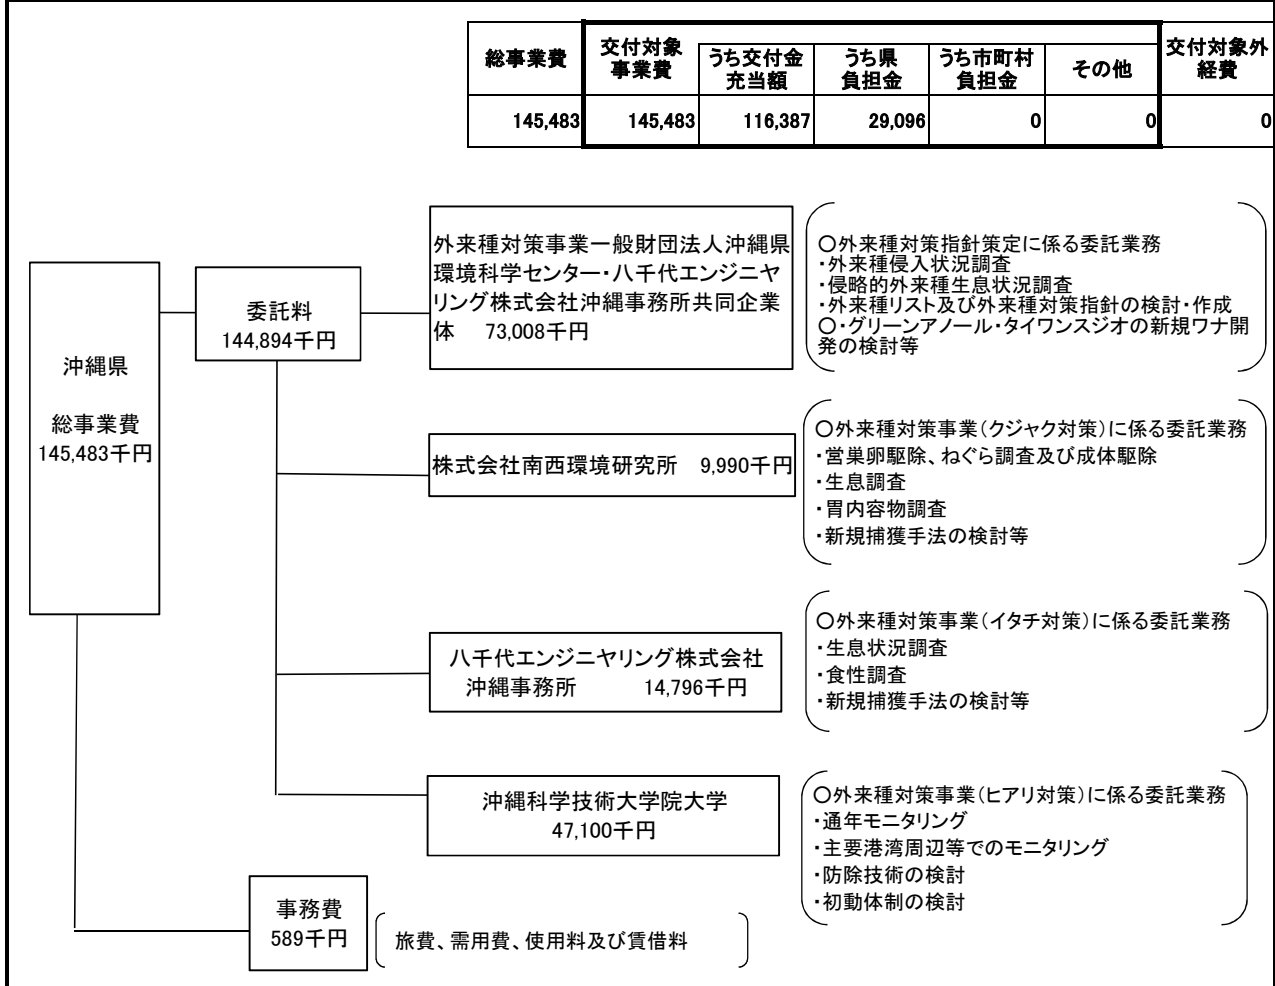 総事業費
交付対象
事業費
うち交付金
充当額
うち県
負担金
うち市町村
負担金
その他
交付対象外
経費
145,483
145,483
116,387
29,096
0
0
0
沖縄県
総事業費
145,483千円
委託料
144,894千円
外来種対策事業一般財団法人沖縄県
環境科学センター・八千代エンジニヤ
リング株式会社沖縄事務所共同企業
体 73,008千円
〇外来種対策指針策定に係る委託業務
・外来種侵入状況調査
・侵略的外来種生息状況調査
・外来種リスト及び外来種対策指針の検討・作成
〇・グリーンアノール・タイワンスジオの新規ワナ開
発の検討等
株式会社南西環境研究所 9,990千円
〇外来種対策事業(クジャク対策)に係る委託業務
・営巣卵駆除、ねぐら調査及び成体駆除
・生息調査
・胃内容物調査
・新規捕獲手法の検討等
八千代エンジニヤリング株式会社
沖縄事務所 14,796千円
〇外来種対策事業(イタチ対策)に係る委託業務
・生息状況調査
・食性調査
・新規捕獲手法の検討等
沖縄科学技術大学院大学
47,100千円
〇外来種対策事業(ヒアリ対策)に係る委託業務
・通年モニタリング
・主要港湾周辺等でのモニタリング
・防除技術の検討
・初動体制の検討
事務費
589千円
旅費、需用費、使用料及び賃借料